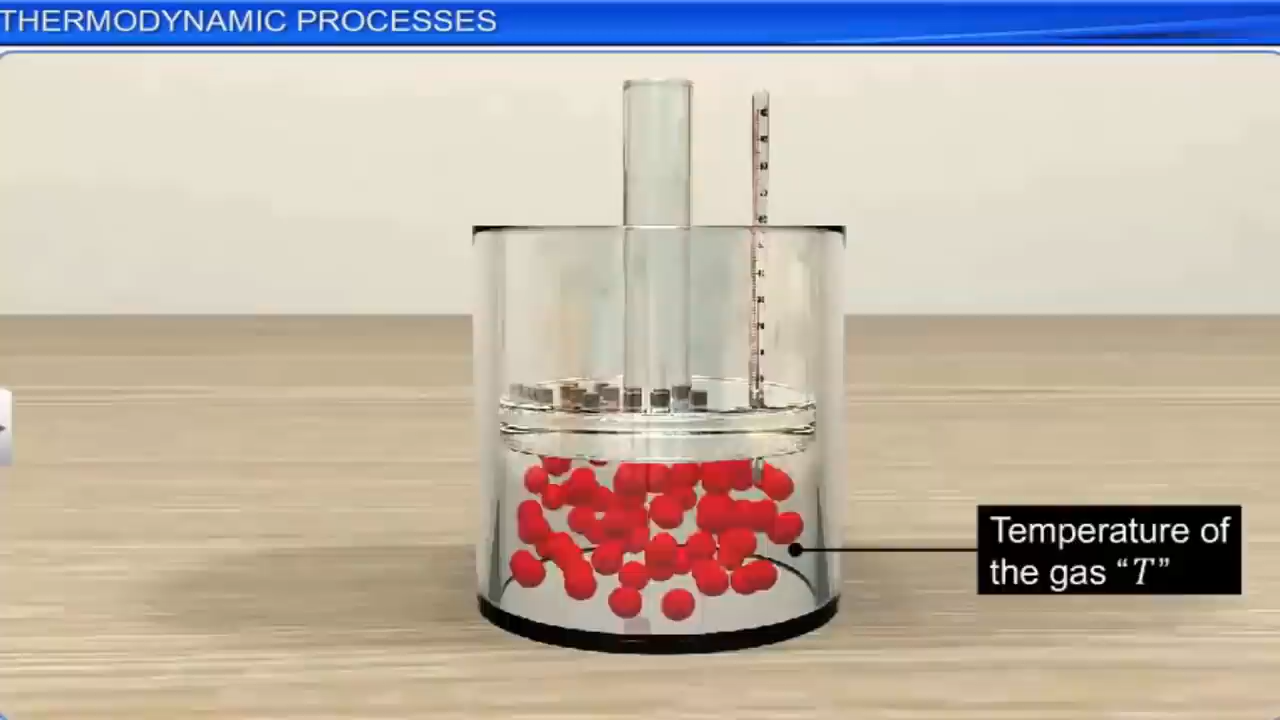 THERMODYNAMIC PROCESSES
Temperature of
the gas “T”